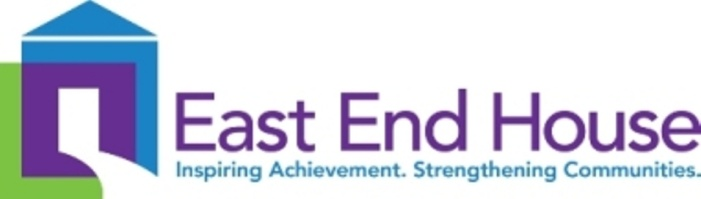 East End House
Inspiring Achievement. Strengthening Communities.